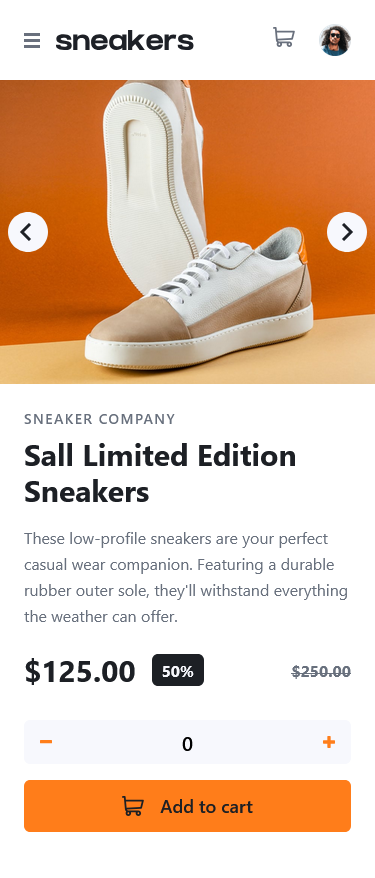 sneakers
SNEAKER COMPANY
Sall Limited Edition
Sneakers
These low-profile sneakers are your perfect
casual wear companion. Featuring a durable
rubber outer sole, they'll withstand everything
the weather can offer.
$125.00 50% $250.00
− 0 +
Add to cart